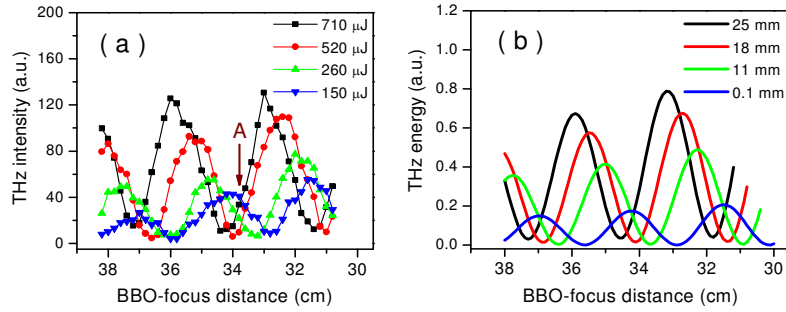 ( a )
710 μJ
520 μJ
260 μJ
150 μJ
A
200
160
120
80
40
0
THz intensity (a.u.)
38 36 34 32 30
BBO-focus distance (cm)
( b )
25 mm
18 mm
11 mm
0.1 mm
1.2
1.0
0.8
0.6
0.4
0.2
0.0
THz energy (a.u.)
38 36 34 32 30
BBO-focus distance (cm)